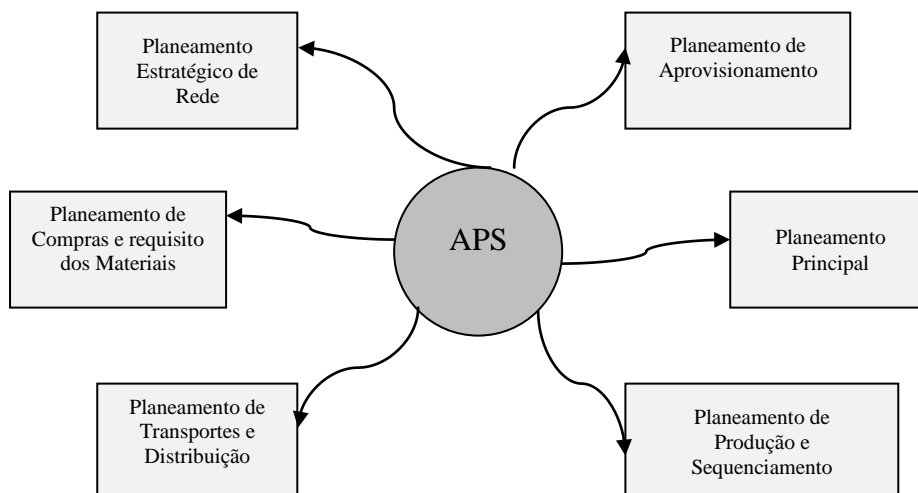 Planeamento
Estratégico de
Rede
Planeamento de
Aprovisionamento
Planeamento de
Compras e requisito
dos Materiais
APS
Planeamento
Principal
Planeamento de
Transportes e
Distribuição
Planeamento de
Produção e
Sequenciamento